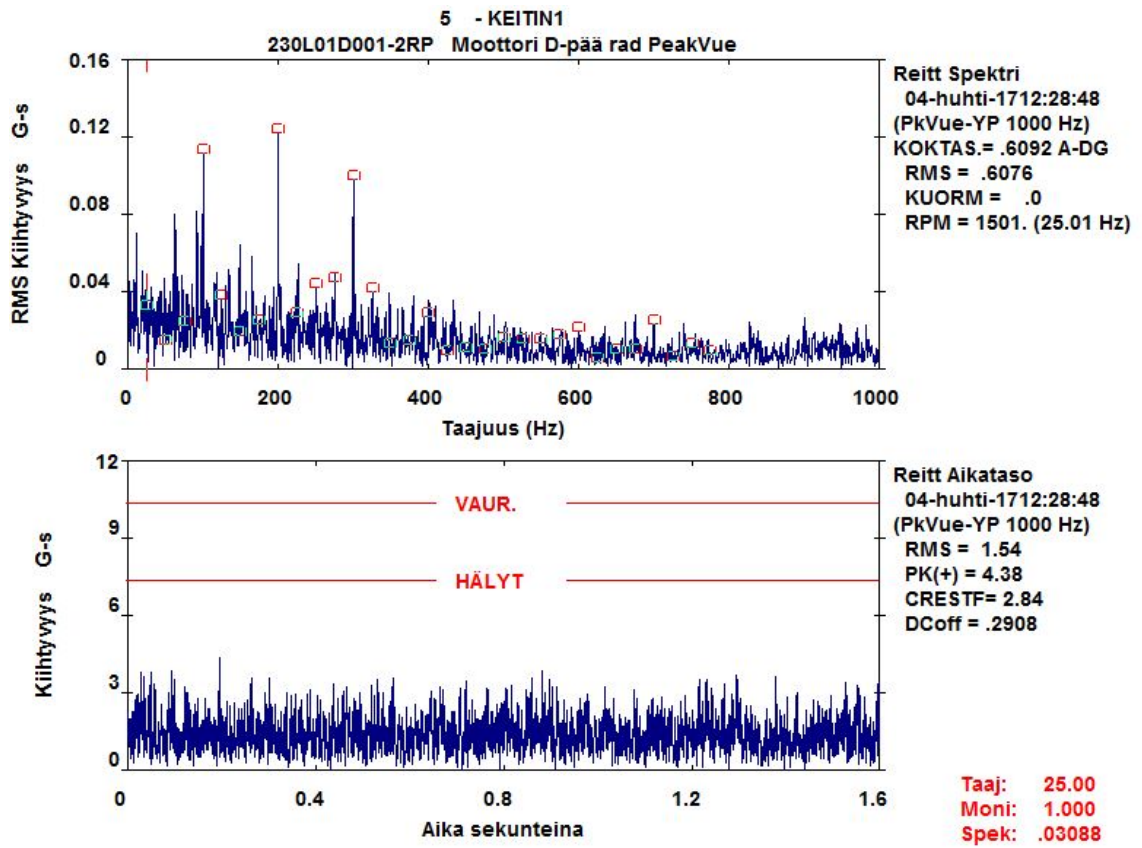 5 - KEITIN1
230L01D001-2RP Moottori D-pää rad PeakVue
RMS Kiihtyvyys G-s
0.16
0.12
0.08
0.04
0
0 200 400 600 800 1000
Taajuus (Hz)
Reitt Spektri
04-huhti-1712:28:48
(PkVue-YP 1000 Hz)
KOKTAS.= .6092 A-DG
RMS = .6076
KUORM = .0
RPM = 1501. (25.01 Hz)
Kiihtyvyys G-s
12
9
6
3
0
VAUR.
HÄLYT
0 0.4 0.8 1.2 1.6
Aika sekunteina
Reitt Aikataso
04-huhti-1712:28:48
(PkVue-YP 1000 Hz)
RMS = 1.54
PK(+) = 4.38
CRESTF= 2.84
DCoff = .2908
Taaj: 25.00
Moni: 1.000
Spek: .03088